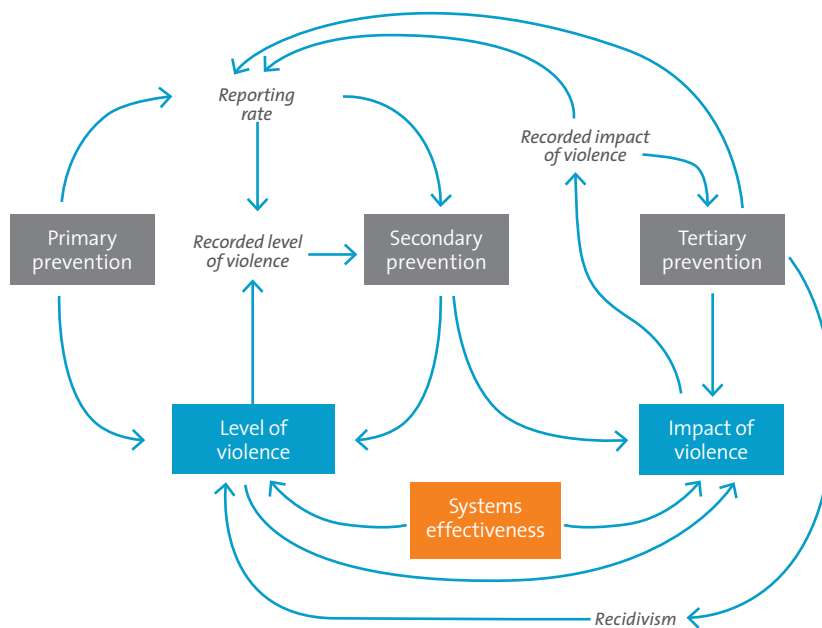 Reporting
rate
Recorded impact
of violence
Primary
prevention
Recorded level
of violence
Secondary
prevention
Tertiary
prevention
Level of
violence
Impact of
violence
Systems
effectiveness
Recidivism